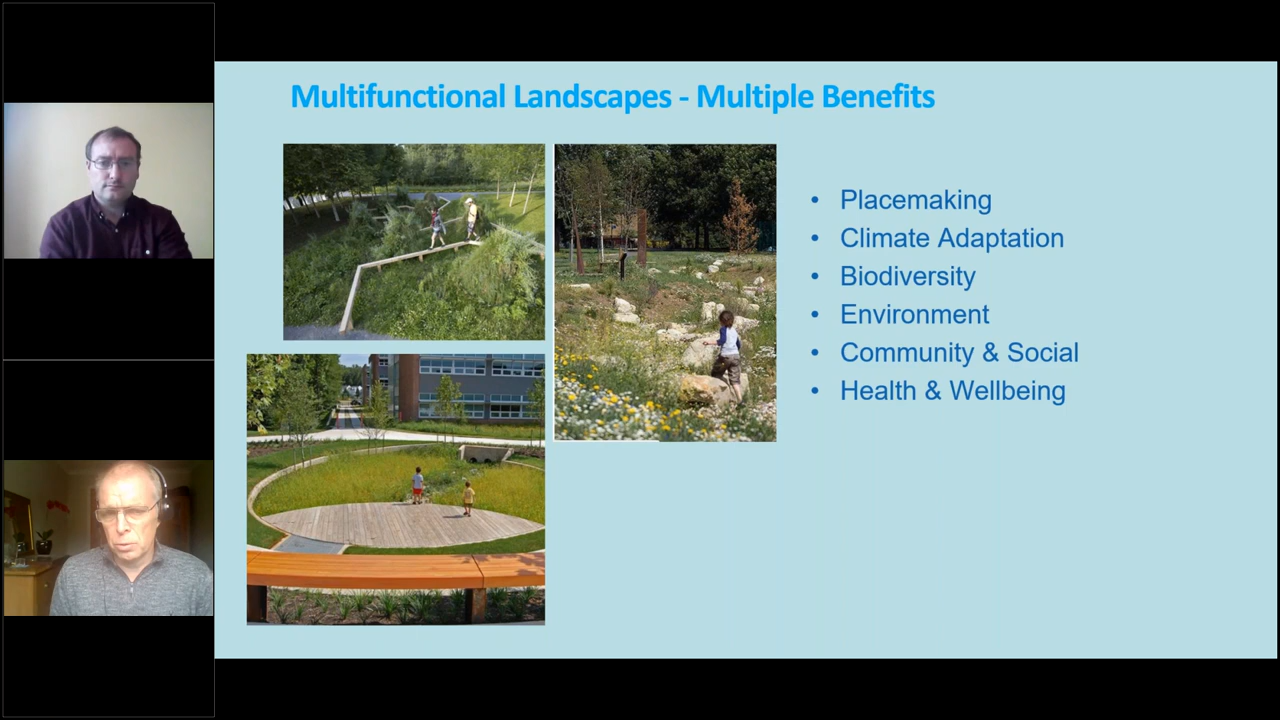 Multifunctional Landscapes - Multiple Benefits
• Placemaking
• Climate Adaptation
• Biodiversity
• Environment
• Community & Social
• Health & Wellbeing